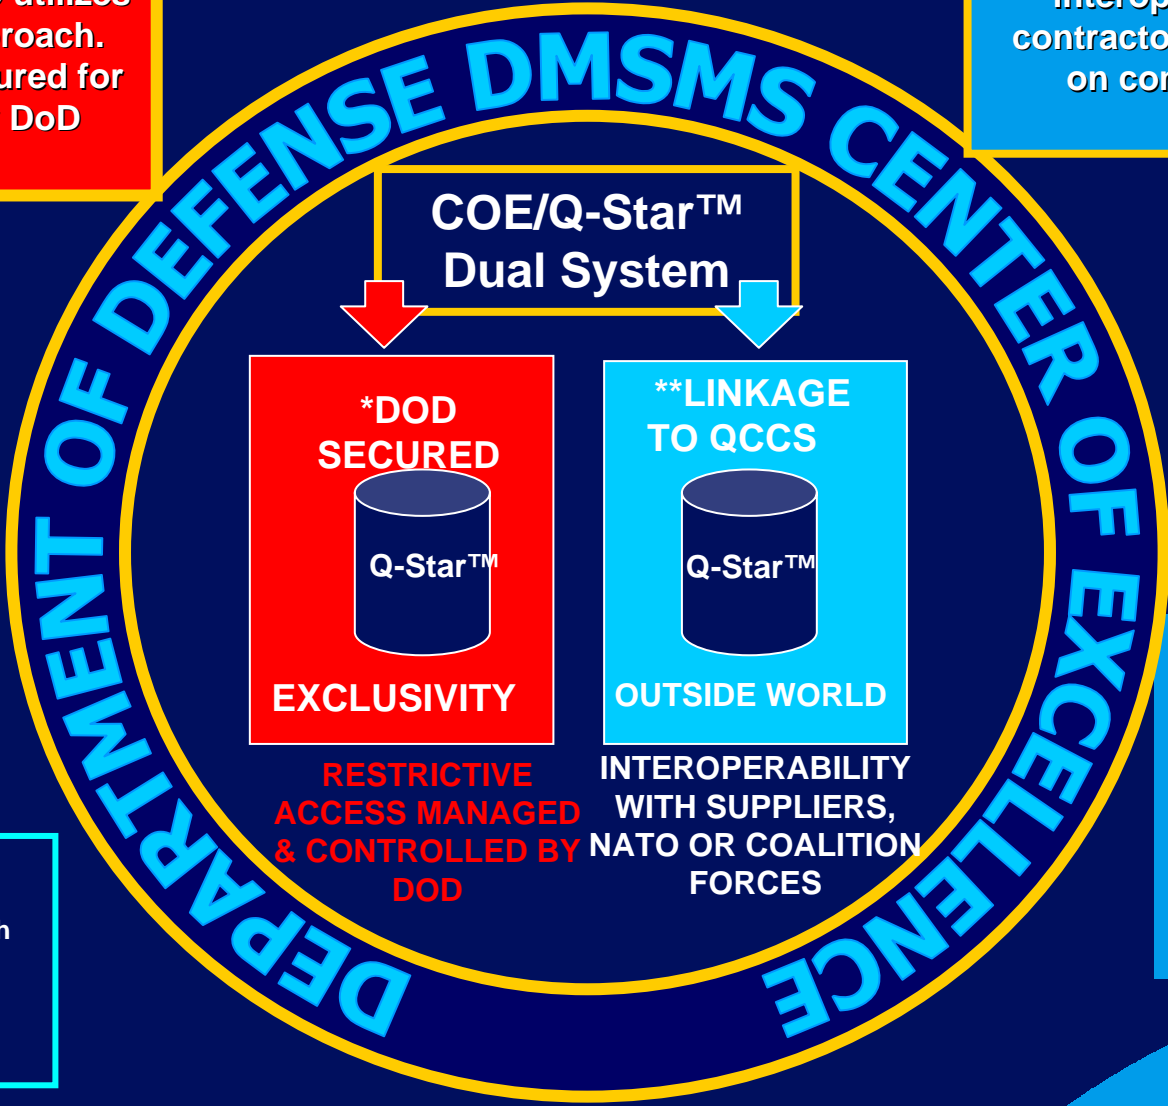 utilizes
roach.
ured for
DoD
contracto
on con
DEPARTMENT OF DEFENSE DMSMS CENTER OF EXCELLENCE
COE/Q-Star™
Dual System
*DOD
SECURED
Q-Star™
EXCLUSIVITY
RESTRICTIVE
ACCESS MANAGED
& CONTROLLED BY
DOD
**LINKAGE
TO QCCS
Q-Star™
OUTSIDE WORLD
INTEROPERABILITY
WITH SUPPLIERS,
NATO OR COALITION
FORCES